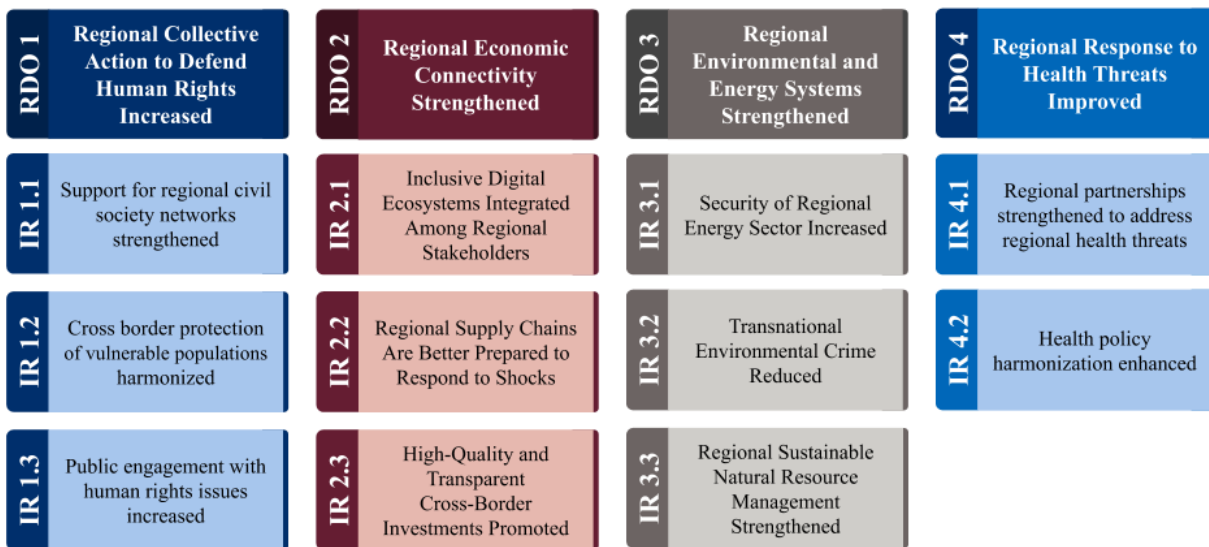 RDO 1
Regional Collective
Action to Defend
Human Rights
Increased
IR 1.1
Support for regional civil
society networks
strengthened
IR 1.2
Cross border protection
of vulnerable populations
harmonized
IR 1.3
Public engagement with
human rights issues
increased
RDO 2
Regional Economic
Connectivity
Strengthened
IR 2.1
Inclusive Digital
Ecosystems Integrated
Among Regional
Stakeholders
IR 2.2
Regional Supply Chains
Are Better Prepared to
Respond to Shocks
IR 2.3
High-Quality and
Transparent
Cross-Border
Investments Promoted
RDO 3
Regional
Environmental and
Energy Systems
Strengthened
IR 3.1
Security of Regional
Energy Sector Increased
IR 3.2
Transnational
Environmental Crime
Reduced
IR 3.3
Regional Sustainable
Natural Resource
Management
Strengthened
RDO 4
Regional Response to
Health Threats
Improved
IR 4.1
Regional partnerships
strengthened to address
regional health threats
IR 4.2
Health policy
harmonization enhanced